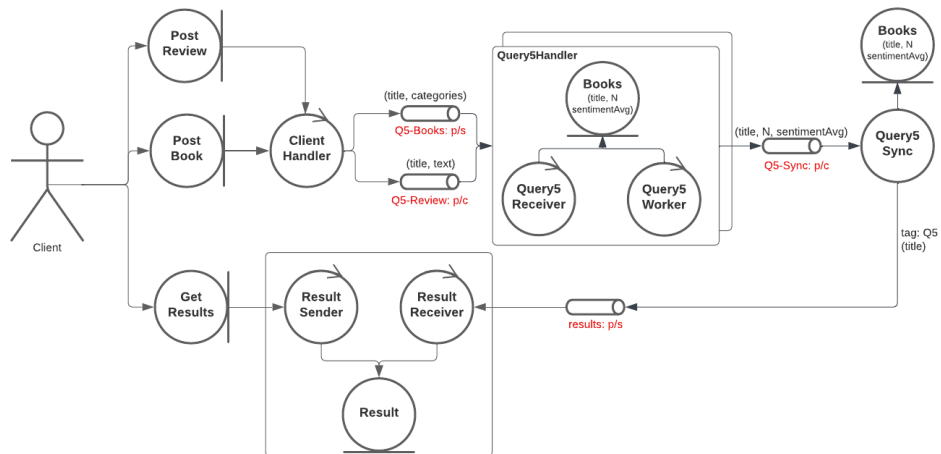 Post
Review
Books
(title, N
sentimentAvg)
Query5Handler
Books
(title, N
sentimentAvg)
(title, categories)
Q5-Books: p/s
Post
Book
Client
Handler
(title, text)
Q5-Review: p/c
Query5
Receiver
Query5
Worker
(title, N, sentimentAvg)
Q5-Sync: p/c
Query5
Sync
Client
tag: Q5
(title)
Get
Results
Result
Sender
Result
Receiver
results: p/s
Result